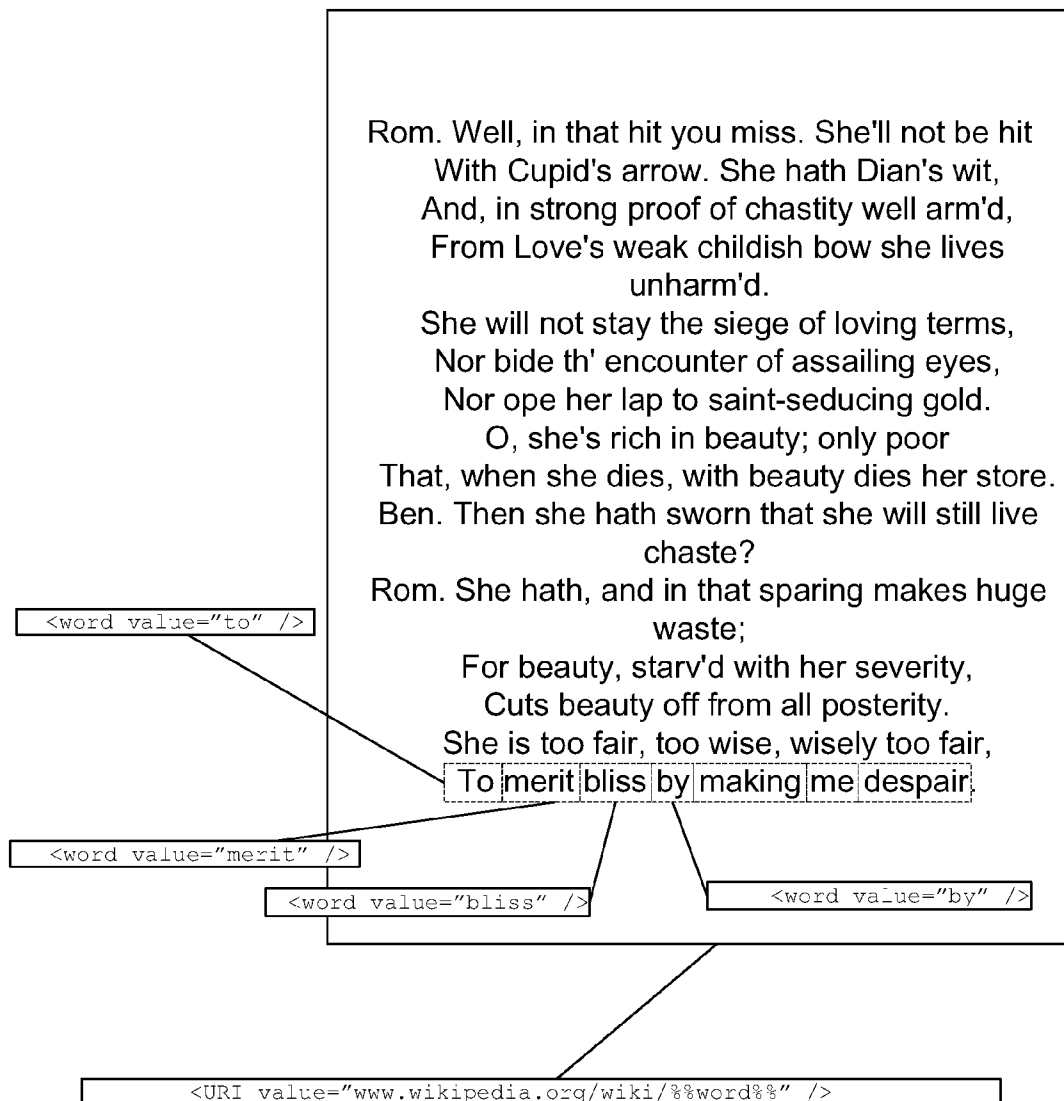 Rom. Well, in that hit you miss. She'll not be hit
With Cupid's arrow. She hath Dian's wit,
And, in strong proof of chastity well arm'd,
From Love's weak childish bow she lives
unharm'd.
She will not stay the siege of loving terms,
Nor bide th' encounter of assailing eyes,
Nor ope her lap to saint-seducing gold.
O, she's rich in beauty; only poor
That, when she dies, with beauty dies her store.
Ben. Then she hath sworn that she will still live
chaste?
Rom. She hath, and in that sparing makes huge
waste;
<word value="to" />
For beauty, starv'd with her severity,
Cuts beauty off from all posterity.
She is too fair, too wise, wisely too fair,
To merit bliss by making me despair.
<word value="merit" />
<word value="bliss" />
<word value="by" />
<URI value="www.wikipedia.org/wiki/%%word%%" />